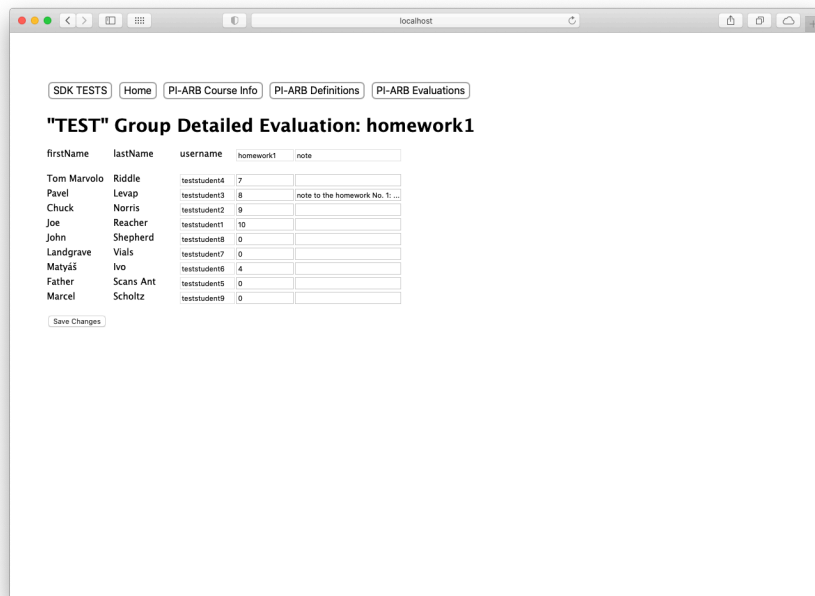 localhost
SDK TESTS Home PI-ARB Course Info PI-ARB Definitions PI-ARB Evaluations
"TEST" Group Detailed Evaluation: homework1
firstName lastName username homework1 note
Tom Marvolo Riddle teststudent4 7
Pavel Levap teststudent3 8 note to the homework No. 1: ...
Chuck Norris teststudent2 9
Joe Reacher teststudent1 10
John Shepherd teststudent8 0
Landgrave Vials teststudent7 0
Matyáš Ivo teststudent6 4
Father Scans Ant teststudent5 0
Marcel Scholtz teststudent9 0
Save Changes